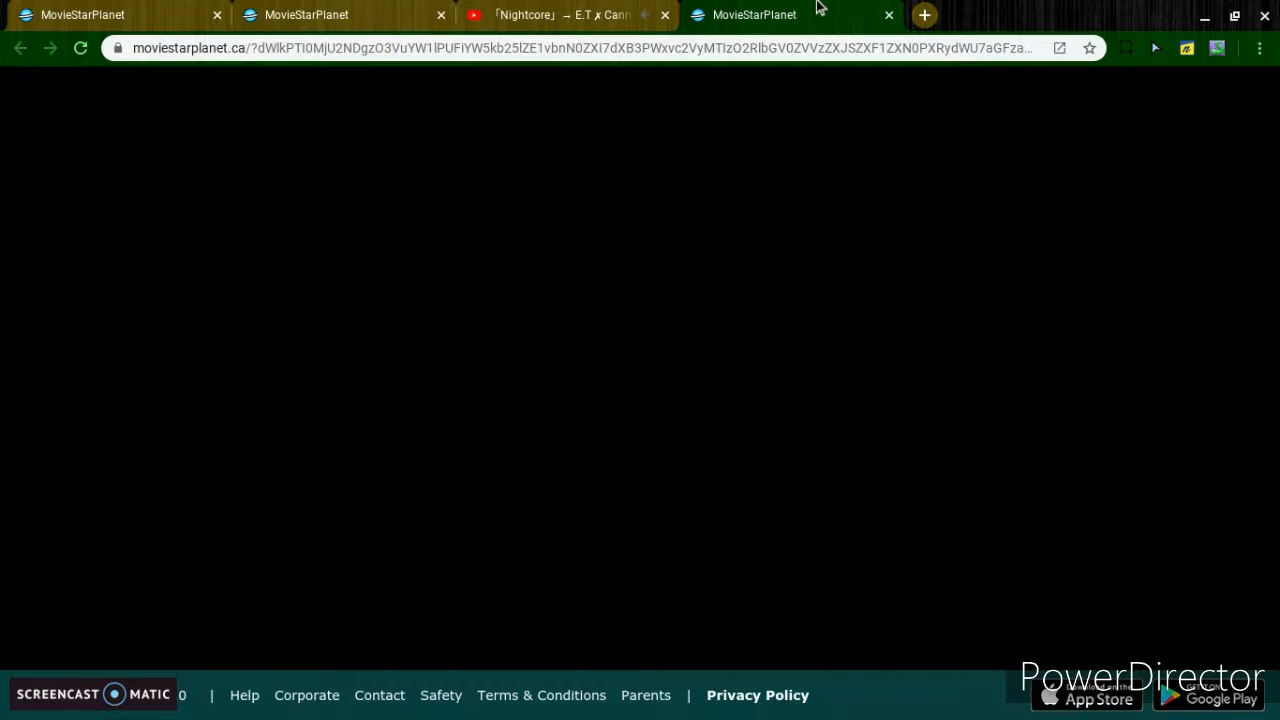 MovieStarPlanet
MovieStarPlanet
「Nightcore」 → E.T ✗ Cann
MovieStarPlanet
moviestarplanet.ca/
SCREENCAST MATIC 0 | Help Corporate Contact Safety Terms & Conditions Parents | Privacy Policy
PowerDirector
App Store
Google Play